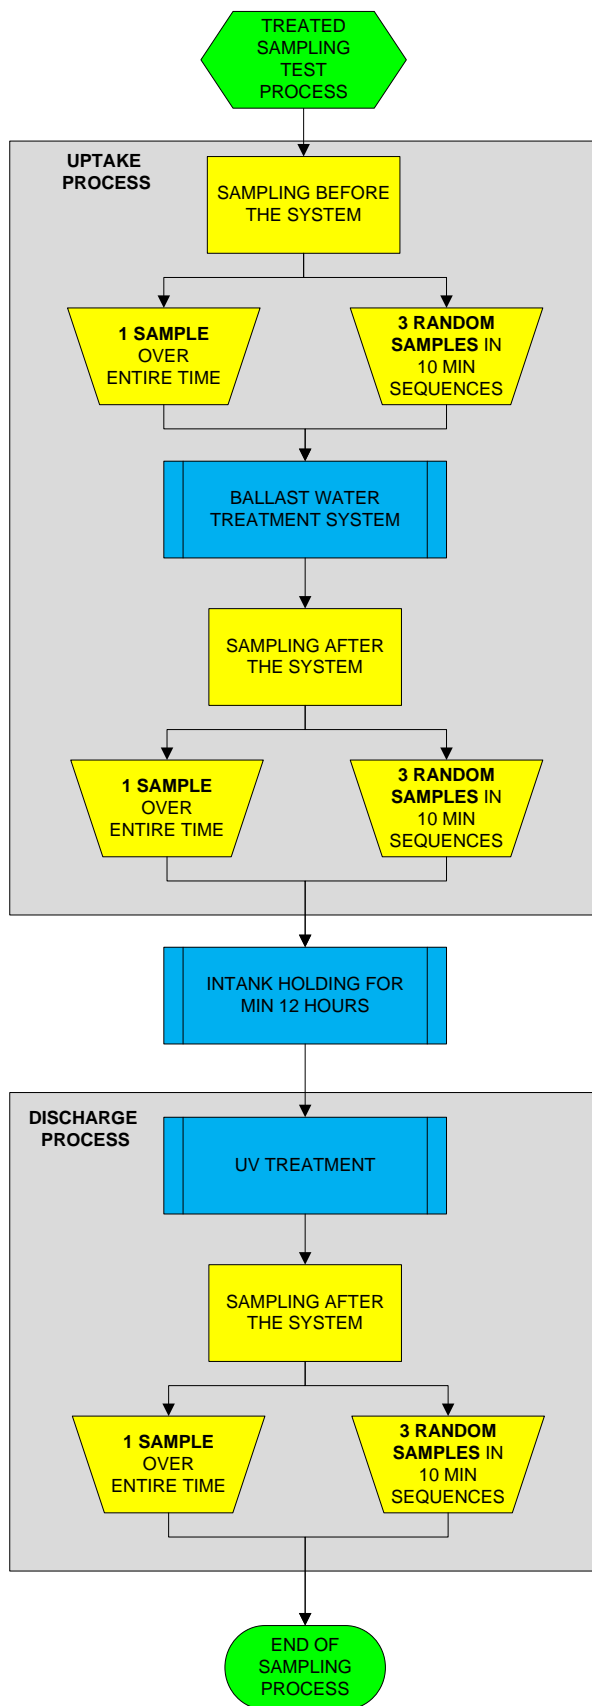 TREATED
SAMPLING
TEST
PROCESS
UPTAKE
PROCESS
SAMPLING BEFORE
THE SYSTEM
1 SAMPLE
OVER
ENTIRE TIME
3 RANDOM
SAMPLES IN
10 MIN
SEQUENCES
BALLAST WATER
TREATMENT SYSTEM
SAMPLING AFTER
THE SYSTEM
1 SAMPLE
OVER
ENTIRE TIME
3 RANDOM
SAMPLES IN
10 MIN
SEQUENCES
INTANK HOLDING FOR
MIN 12 HOURS
DISCHARGE
PROCESS
UV TREATMENT
SAMPLING AFTER
THE SYSTEM
1 SAMPLE
OVER
ENTIRE TIME
3 RANDOM
SAMPLES IN
10 MIN
SEQUENCES
END OF
SAMPLING
PROCESS